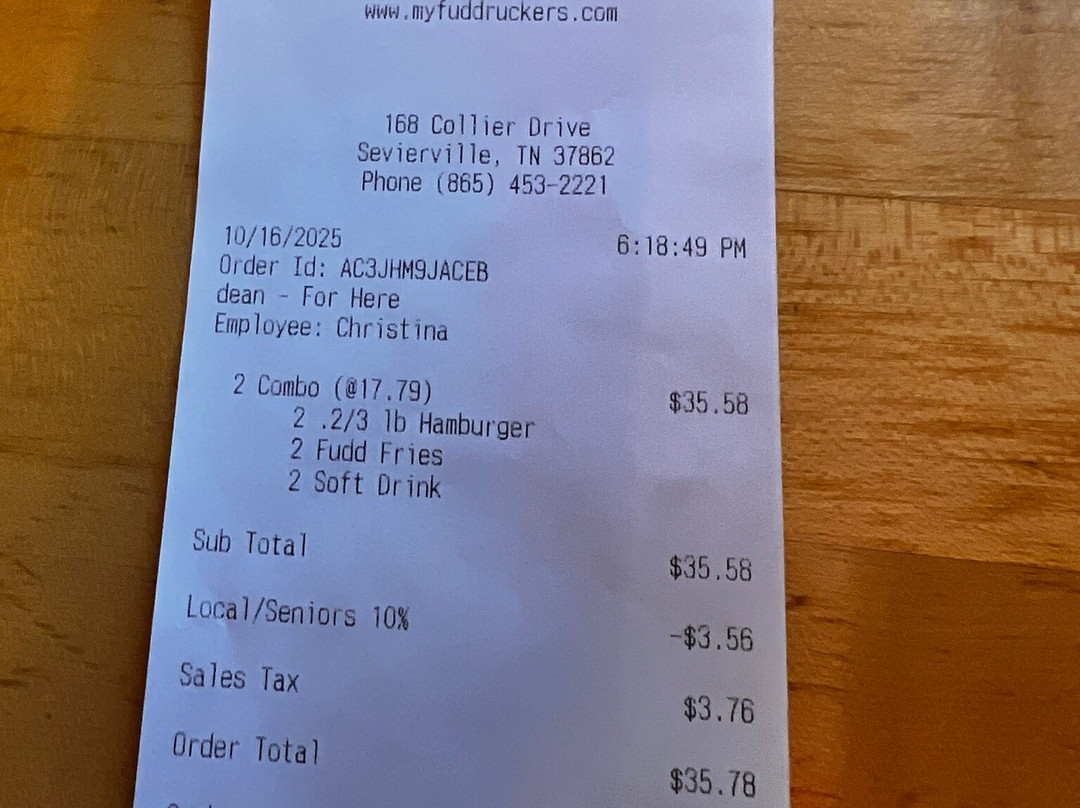 www.myfuddruckers.com
168 Collier Drive
Sevierville, TN 37862
Phone (865) 453-2221
10/16/2025 6:18:49 PM
Order Id: AC3JHM9JACEB
dean - For Here
Employee: Christina
2 Combo (@17.79) $35.58
2 .2/3 lb Hamburger
2 Fudd Fries
2 Soft Drink
Sub Total $35.58
Local/Seniors 10% -$3.56
Sales Tax $3.76
Order Total $35.78